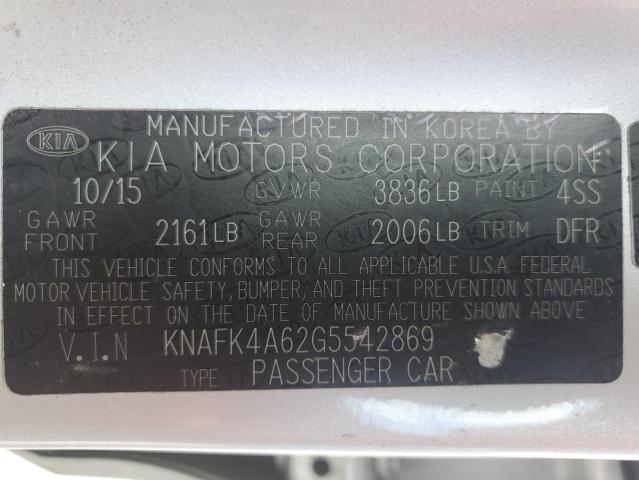 MANUFACTURED IN KOREA BY
KIA KIA MOTORS CORPORATION
10/15 GVWR 3836LB PAINT 4SS
GAWR FRONT 2161LB GAWR REAR 2006LB TRIM DFR
THIS VEHICLE CONFORMS TO ALL APPLICABLE U.S.A. FEDERAL
MOTOR VEHICLE SAFETY, BUMPER, AND THEFT PREVENTION STANDARDS
IN EFFECT ON THE DATE OF MANUFACTURE SHOWN ABOVE.
V.I.N KNAFK4A62G5542869
TYPE PASSENGER CAR